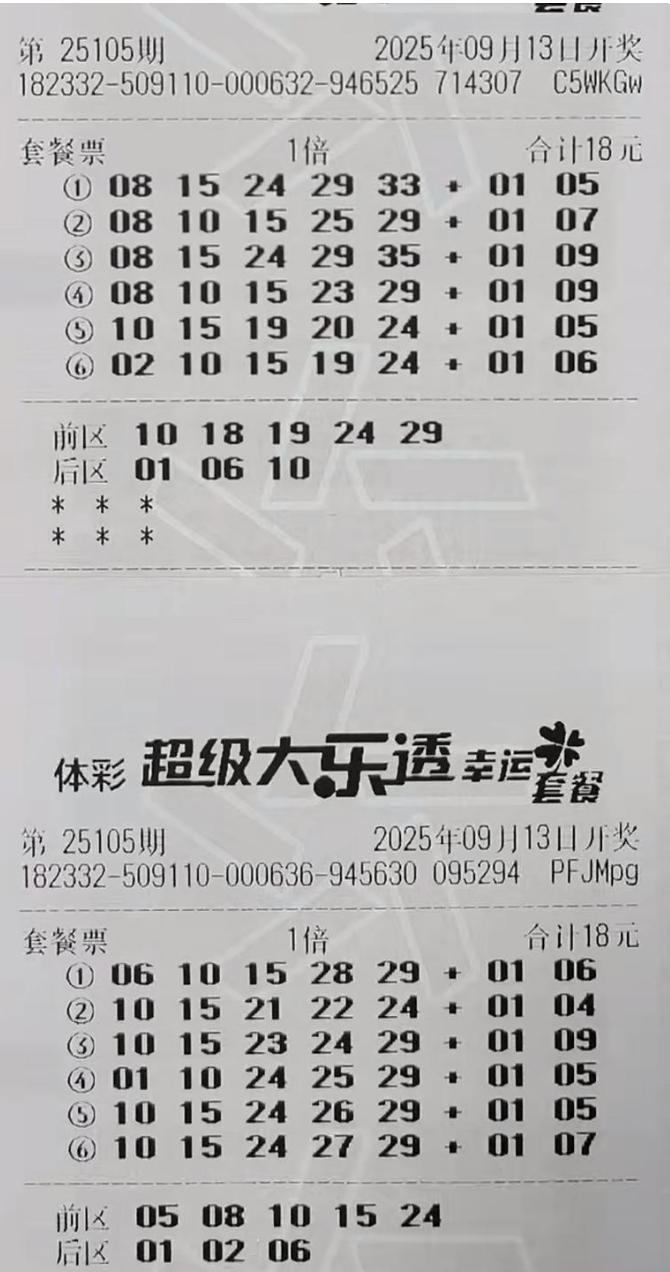 套餐
第 25105期 2025年09月13日开奖
182332-509110-000632-946525 714307 C5WKGw
套餐票 1倍 合计18元
① 08 15 24 29 33 + 01 05
② 08 10 15 25 29 + 01 07
③ 08 15 24 29 35 + 01 09
④ 08 10 15 23 29 + 01 09
⑤ 10 15 19 20 24 + 01 05
⑥ 02 10 15 19 24 + 01 06
前区 10 18 19 24 29
后区 01 06 10
* * *
* * *
体彩 超级大乐透 幸运套餐
第 25105期 2025年09月13日开奖
182332-509110-000636-945630 095294 PFJMpg
套餐票 1倍 合计18元
① 06 10 15 28 29 + 01 06
② 10 15 21 22 24 + 01 04
③ 10 15 23 24 29 + 01 09
④ 01 10 24 25 29 + 01 05
⑤ 10 15 24 26 29 + 01 05
⑥ 10 15 24 27 29 + 01 07
前区 05 08 10 15 24
后区 01 02 06